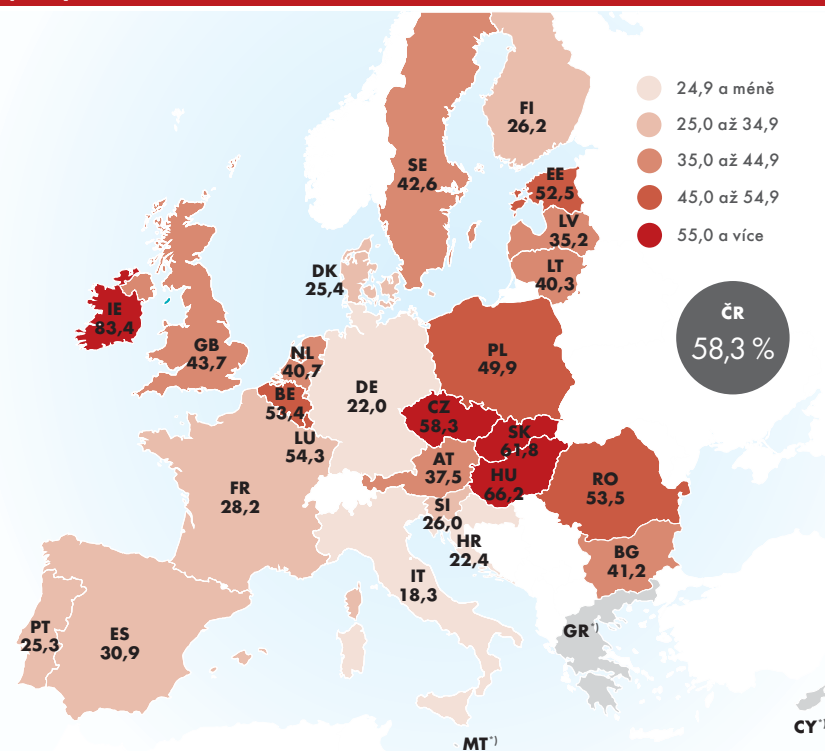 24,9 a méně
25,0 až 34,9
35,0 až 44,9
45,0 až 54,9
55,0 a více
ČR
58,3 %
FI
26,2
SE
42,6
EE
52,5
LV
35,2
LT
40,3
DK
25,4
IE
83,4
GB
43,7
NL
40,7
BE
53,4
LU
54,3
DE
22,0
PL
49,9
CZ
58,3
SK
61,8
AT
37,5
HU
66,2
RO
53,5
FR
28,2
SI
26,0
HR
22,4
BG
41,2
IT
18,3
PT
25,3
ES
30,9
GR*)
MT*)
CY*)